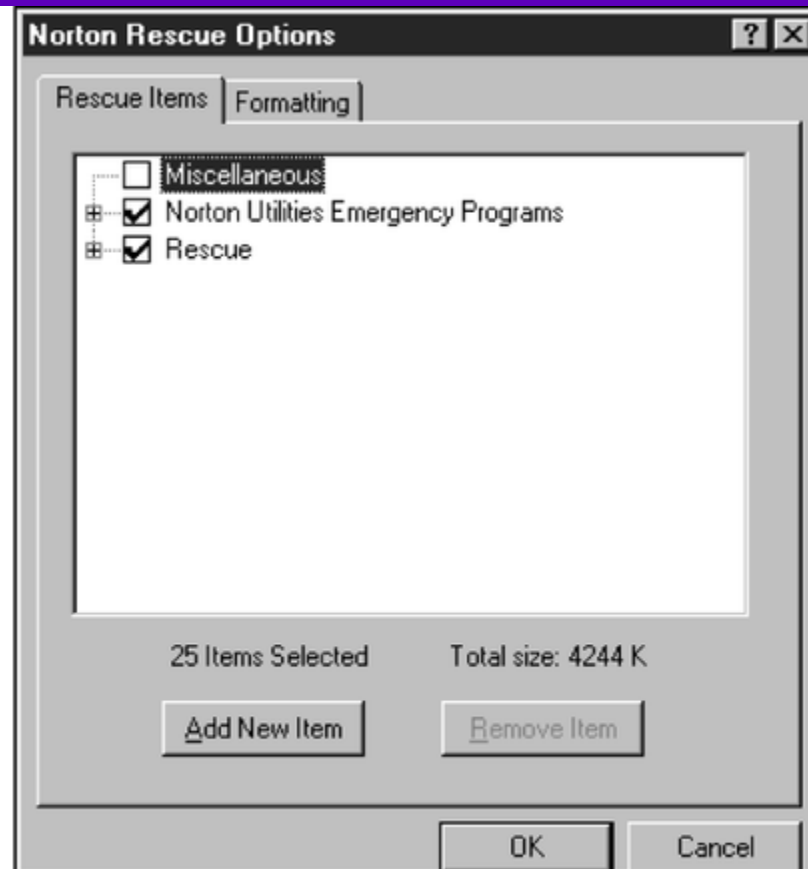 Norton Rescue Options
Rescue Items Formatting
Miscellaneous
Norton Utilities Emergency Programs
Rescue
25 Items Selected Total size: 4244 K
Add New Item Remove Item
OK Cancel